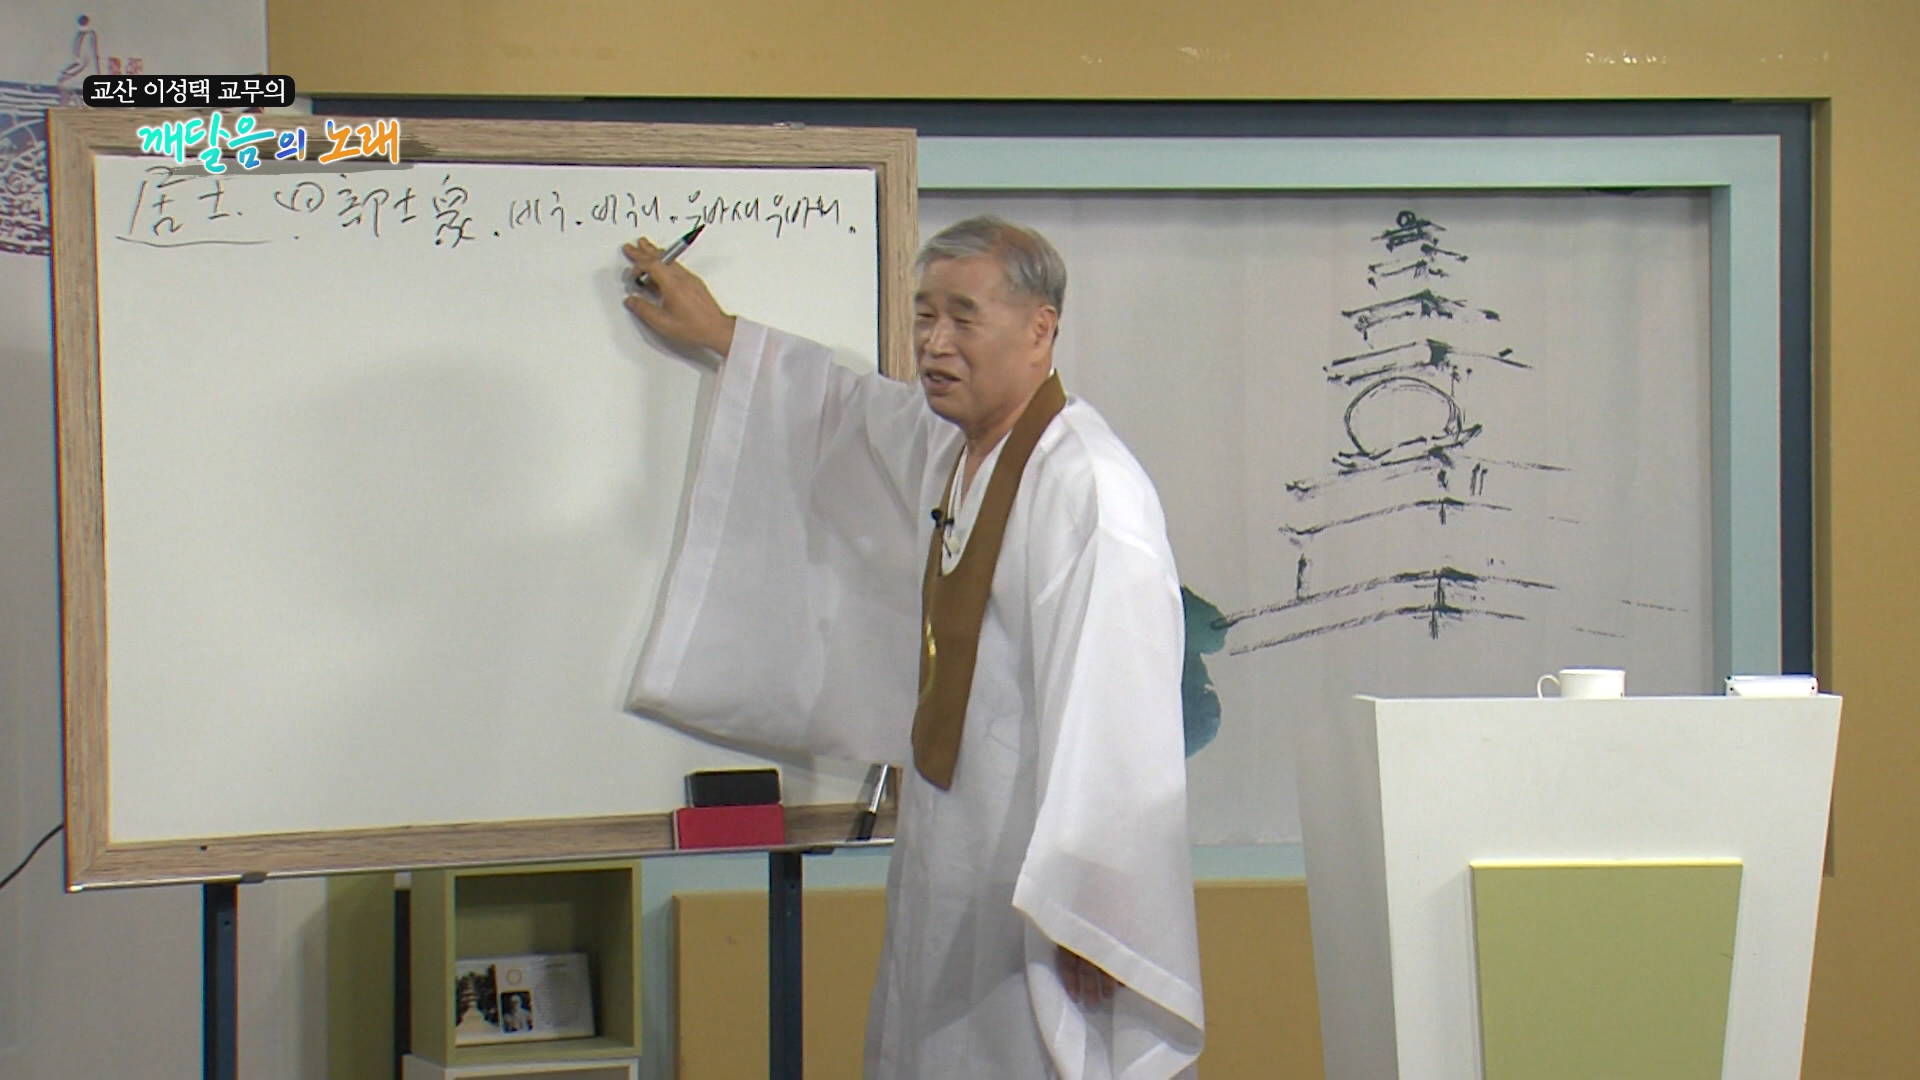 교산 이성택 교무의
깨달음의 노래
居士. 四部士衆. 비구. 비구니. 우바새 우바이.